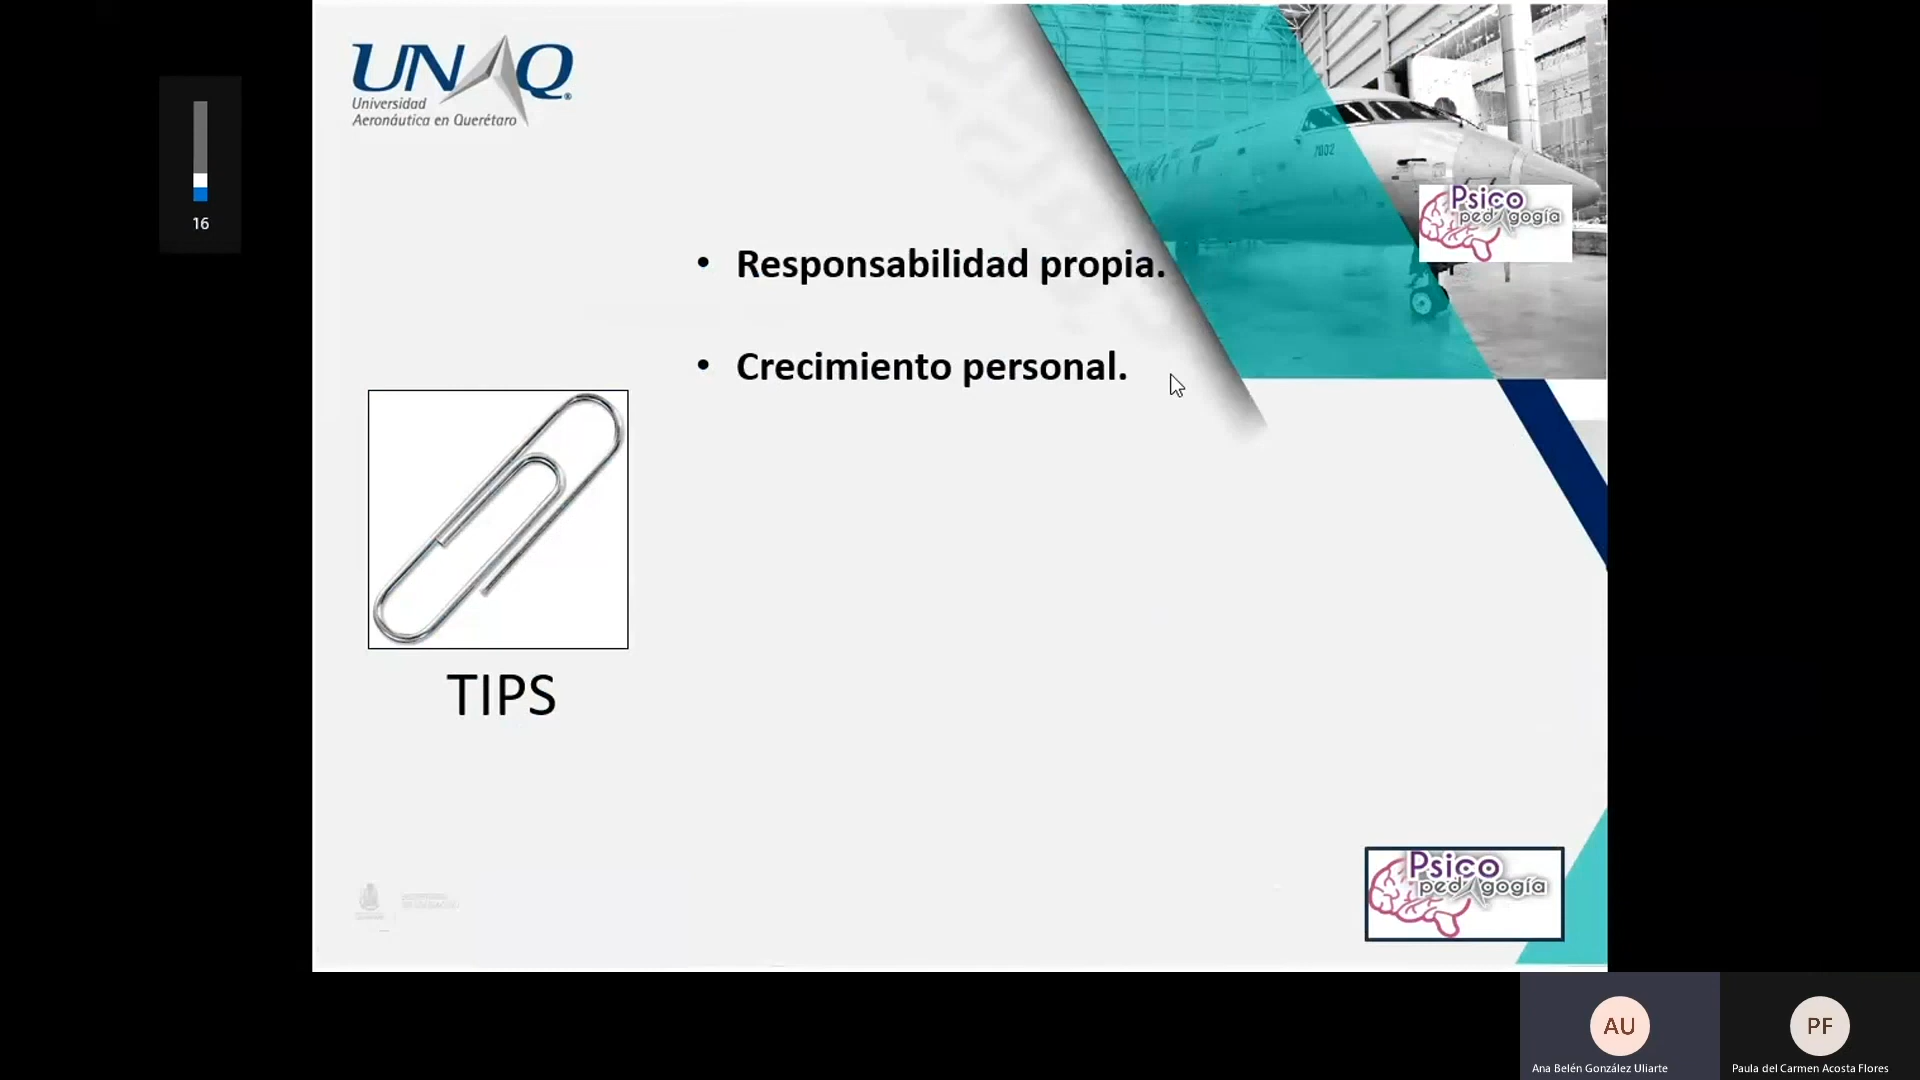 UNAQ
Universidad
Aeronáutica en Querétaro
16
7002
Psico
pedagogía
• Responsabilidad propia.
• Crecimiento personal.
TIPS
Psico
pedagogía
AU
PF
Ana Belén González Uliarte
Paula del Carmen Acosta Flores